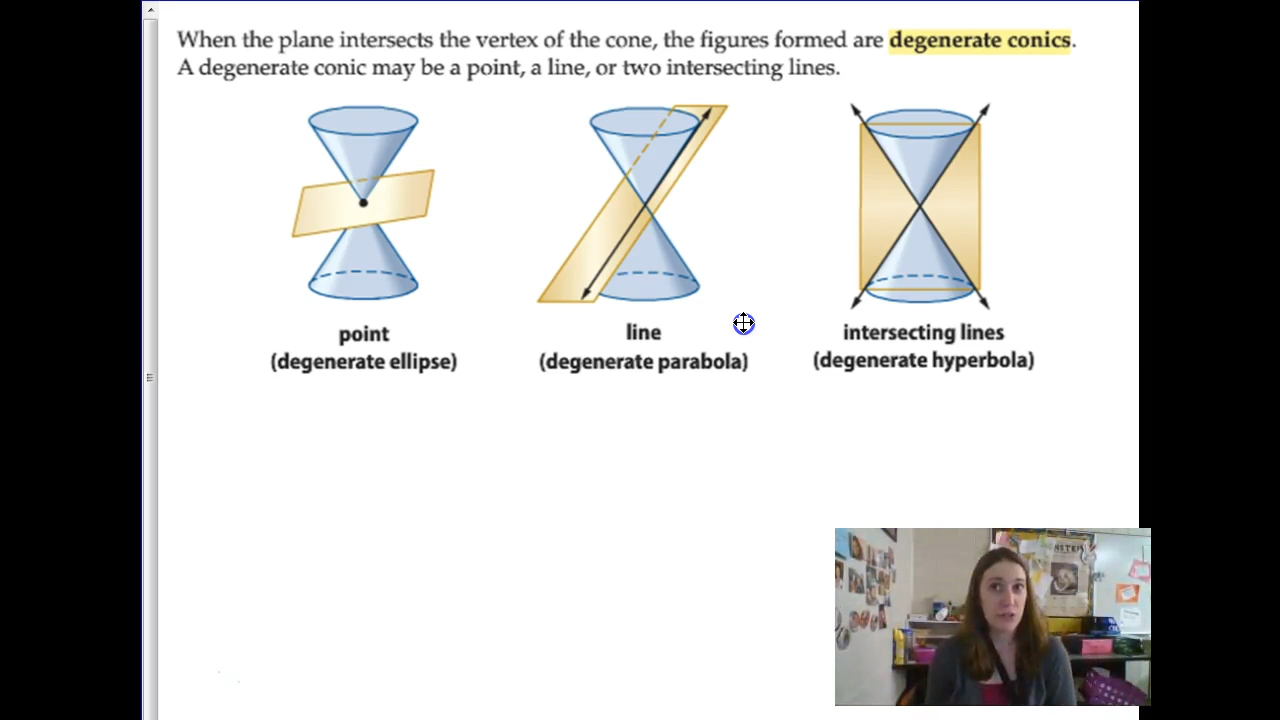 When the plane intersects the vertex of the cone, the figures formed are degenerate conics.
A degenerate conic may be a point, a line, or two intersecting lines.
point
(degenerate ellipse)
line
(degenerate parabola)
intersecting lines
(degenerate hyperbola)